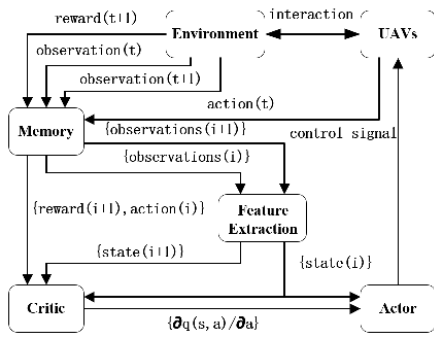 reward(t+1)
interaction
Environment
UAVs
observation(t)
observation(t+1)
action(t)
Memory
{observations(i+1)}
control signal
{observations(i)}
{reward(i+1),action(i)}
Feature
Extraction
{state(i+1)}
{state(i)}
Critic
Actor
{∂q(s,a)/∂a}